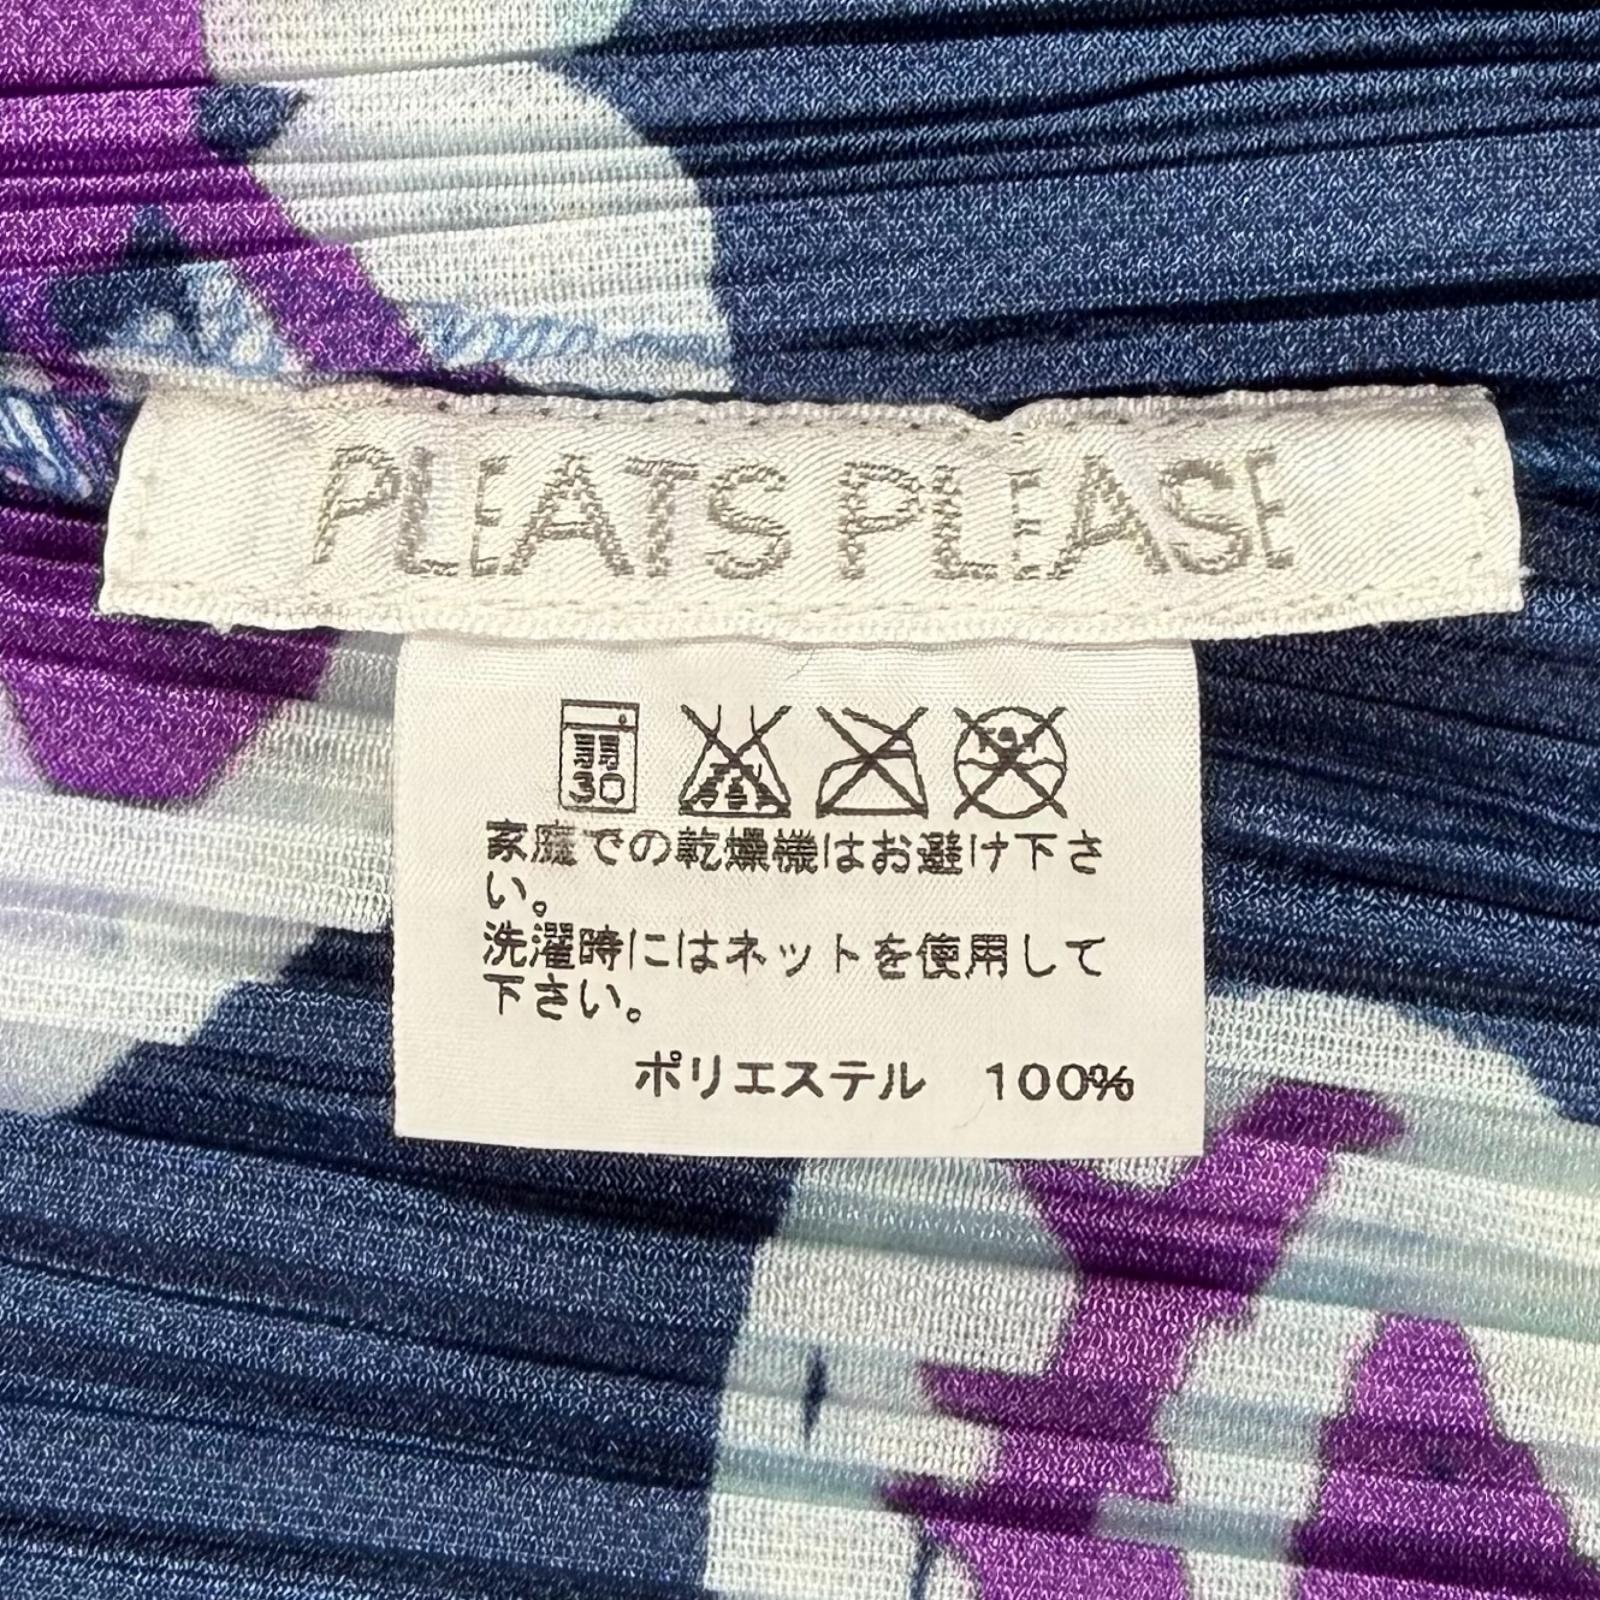 PLEATS PLEASE
30
家庭での乾燥機はお避け下さ
い。
洗濯時にはネットを使用して
下さい。
ポリエステル 100%